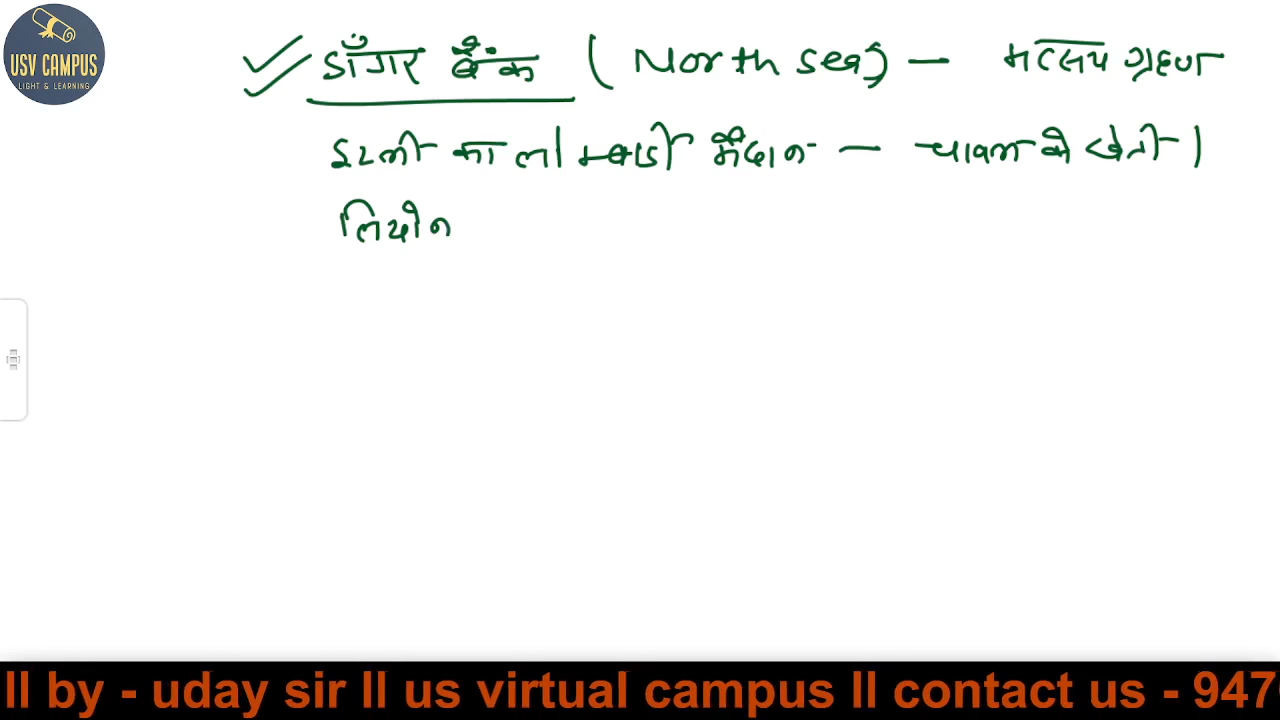 USV CAMPUS
LIGHT & LEARNING
डॉगर बैंक (North sea) — मत्स्य ग्रहण
इटली का लोम्बार्डी मैदान — चावल की खेती।
लियोन
ll by - uday sir ll us virtual campus ll contact us - 947